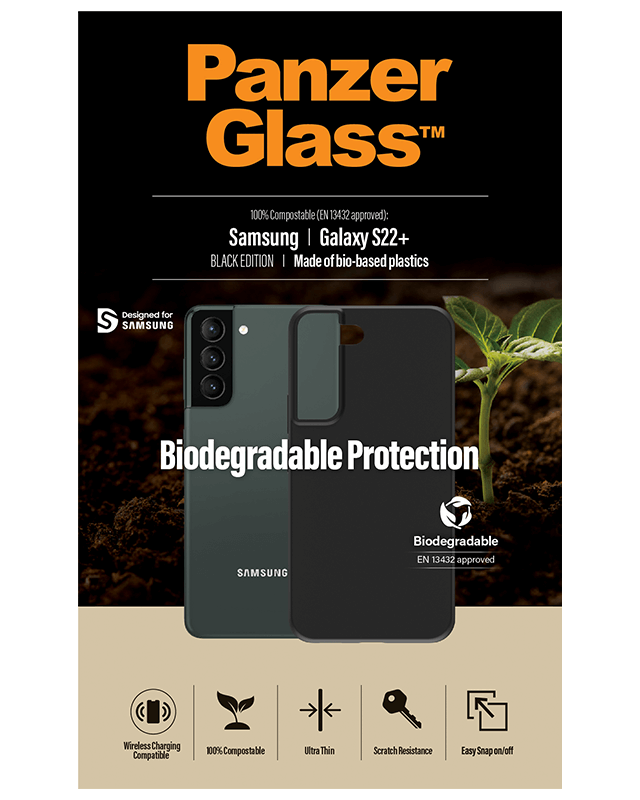 Panzer
Glass™
100% Compostable (EN 13432 approved):
Samsung | Galaxy S22+
BLACK EDITION | Made of bio-based plastics
Designed for
SAMSUNG
Biodegradable Protection
Biodegradable
EN 13432 approved
SAMSUNG
Wireless Charging
Compatible
100% Compostable
Ultra Thin
Scratch Resistance
Easy Snap on/off